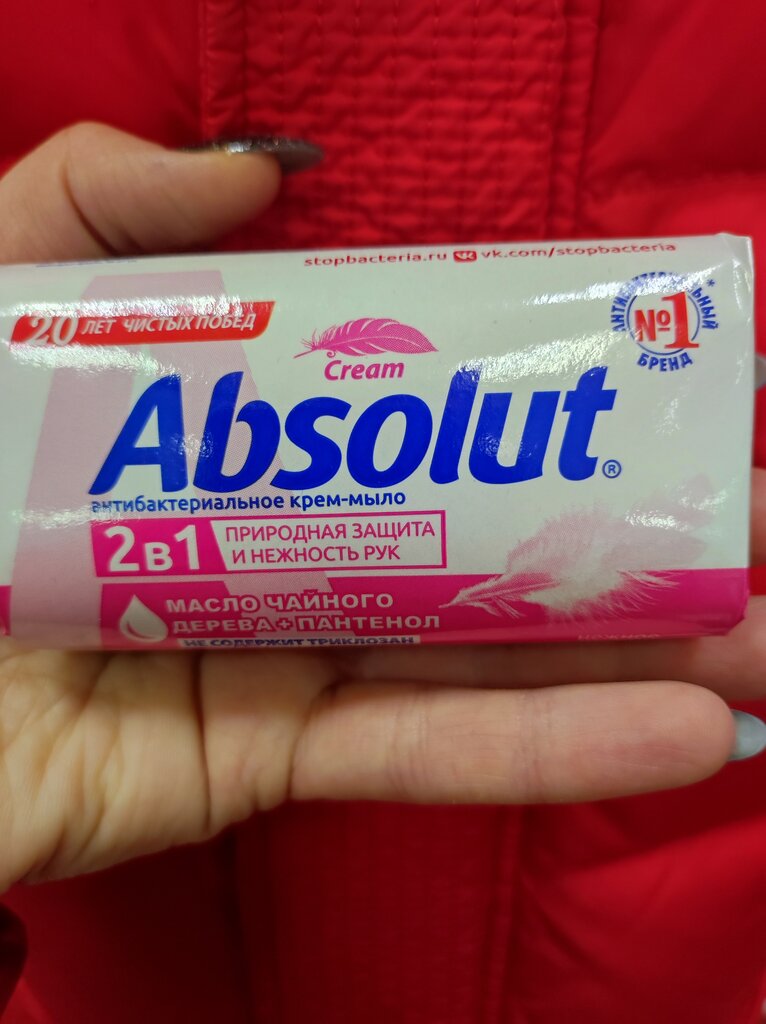 stopbacteria.ru vk.com/stopbacteria
20 ЛЕТ ЧИСТЫХ ПОБЕД
АНТИБАКТЕРИАЛЬНЫЙ*
№1
БРЕНД
Cream
Absolut®
антибактериальное крем-мыло
2в1
ПРИРОДНАЯ ЗАЩИТА
И НЕЖНОСТЬ РУК
МАСЛО ЧАЙНОГО
ДЕРЕВА+ПАНТЕНОЛ
НЕ СОДЕРЖИТ ТРИКЛОЗАН